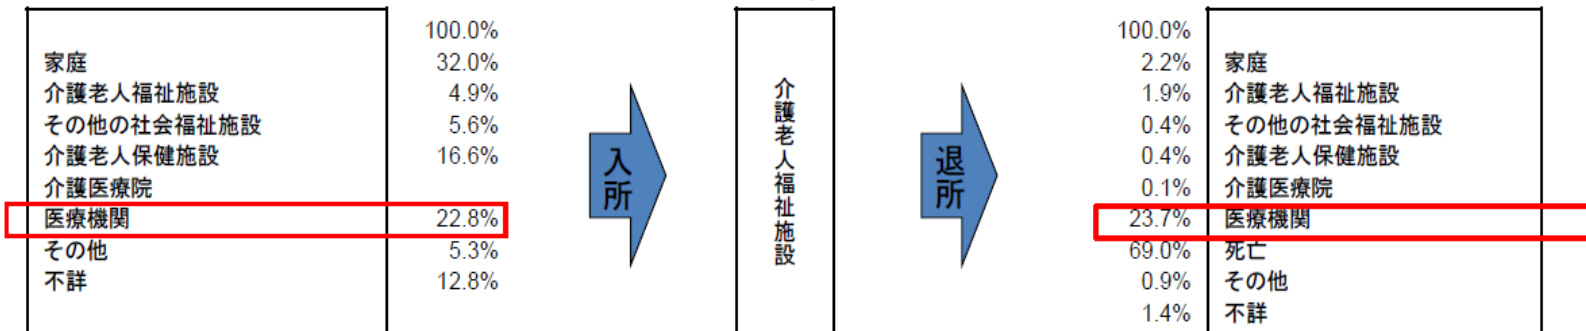 100.0%
家庭 32.0%
介護老人福祉施設 4.9%
その他の社会福祉施設 5.6%
介護老人保健施設 16.6%
介護医療院
医療機関 22.8%
その他 5.3%
不詳 12.8%
入所
介護老人福祉施設
退所
100.0%
2.2% 家庭
1.9% 介護老人福祉施設
0.4% その他の社会福祉施設
0.4% 介護老人保健施設
0.1% 介護医療院
23.7% 医療機関
69.0% 死亡
0.9% その他
1.4% 不詳